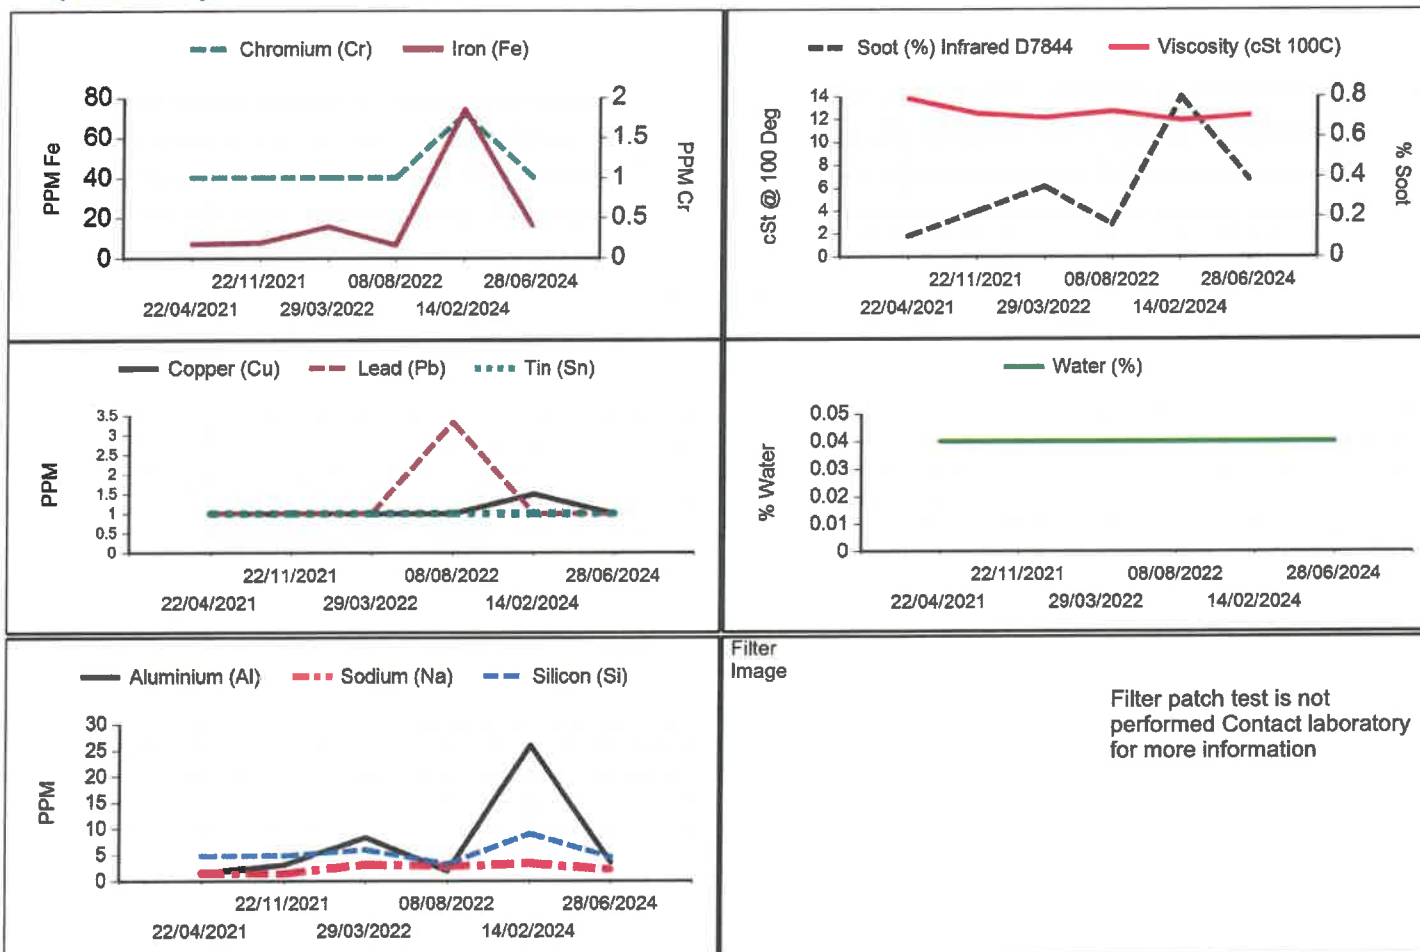 Chromium (Cr) Iron (Fe)
80
60
40
20
0
PPM Fe
2
1.5
1
0.5
0
PPM Cr
22/11/2021 08/08/2022 28/06/2024
22/04/2021 29/03/2022 14/02/2024
Soot (%) Infrared D7844 Viscosity (cSt 100C)
14
12
10
8
6
4
2
0
cSt @ 100 Deg
0.8
0.6
0.4
0.2
0
% Soot
22/11/2021 08/08/2022 28/06/2024
22/04/2021 29/03/2022 14/02/2024
Copper (Cu) Lead (Pb) Tin (Sn)
3.5
3
2.5
2
1.5
1
0.5
0
PPM
22/11/2021 08/08/2022 28/06/2024
22/04/2021 29/03/2022 14/02/2024
Water (%)
0.05
0.04
0.03
0.02
0.01
0
% Water
22/11/2021 08/08/2022 28/06/2024
22/04/2021 29/03/2022 14/02/2024
Aluminium (Al) Sodium (Na) Silicon (Si)
30
25
20
15
10
5
0
PPM
22/11/2021 08/08/2022 28/06/2024
22/04/2021 29/03/2022 14/02/2024
Filter
Image
Filter patch test is not
performed Contact laboratory
for more information